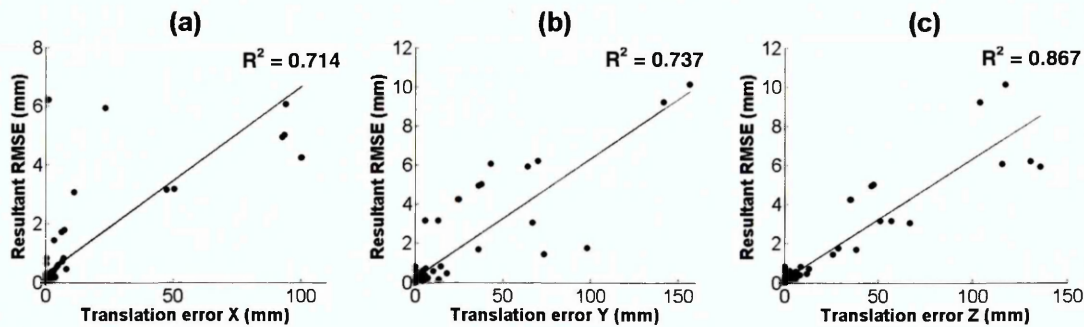 (a)
R² = 0.714
Resultant RMSE (mm)
8
6
4
2
0
0
50
100
Translation error X (mm)
(b)
R² = 0.737
Resultant RMSE (mm)
12
10
8
6
4
2
0
0
50
100
150
Translation error Y (mm)
(c)
R² = 0.867
Resultant RMSE (mm)
12
10
8
6
4
2
0
0
50
100
150
Translation error Z (mm)